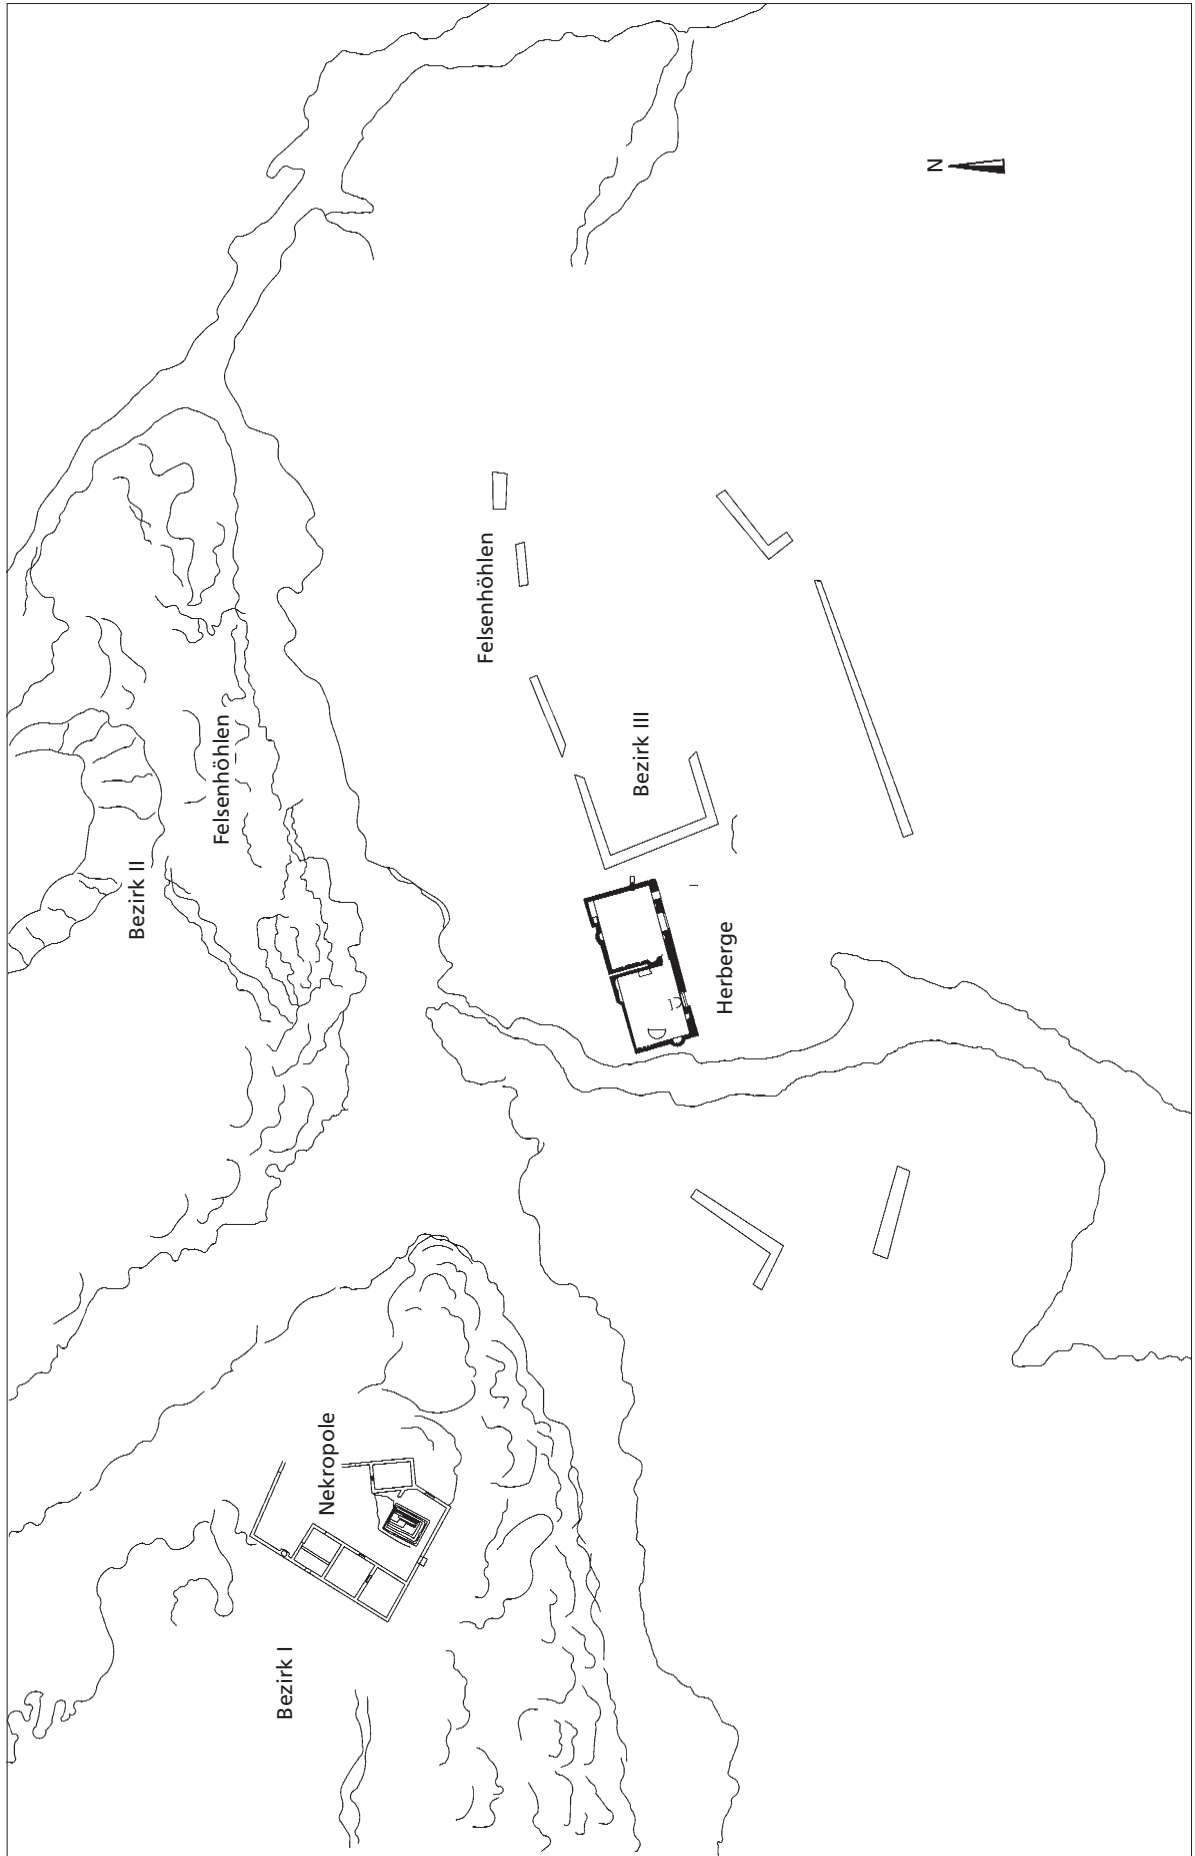 N
Felsenhöhlen
Bezirk II
Felsenhöhlen
Bezirk III
Herberge
Nekropole
Bezirk I